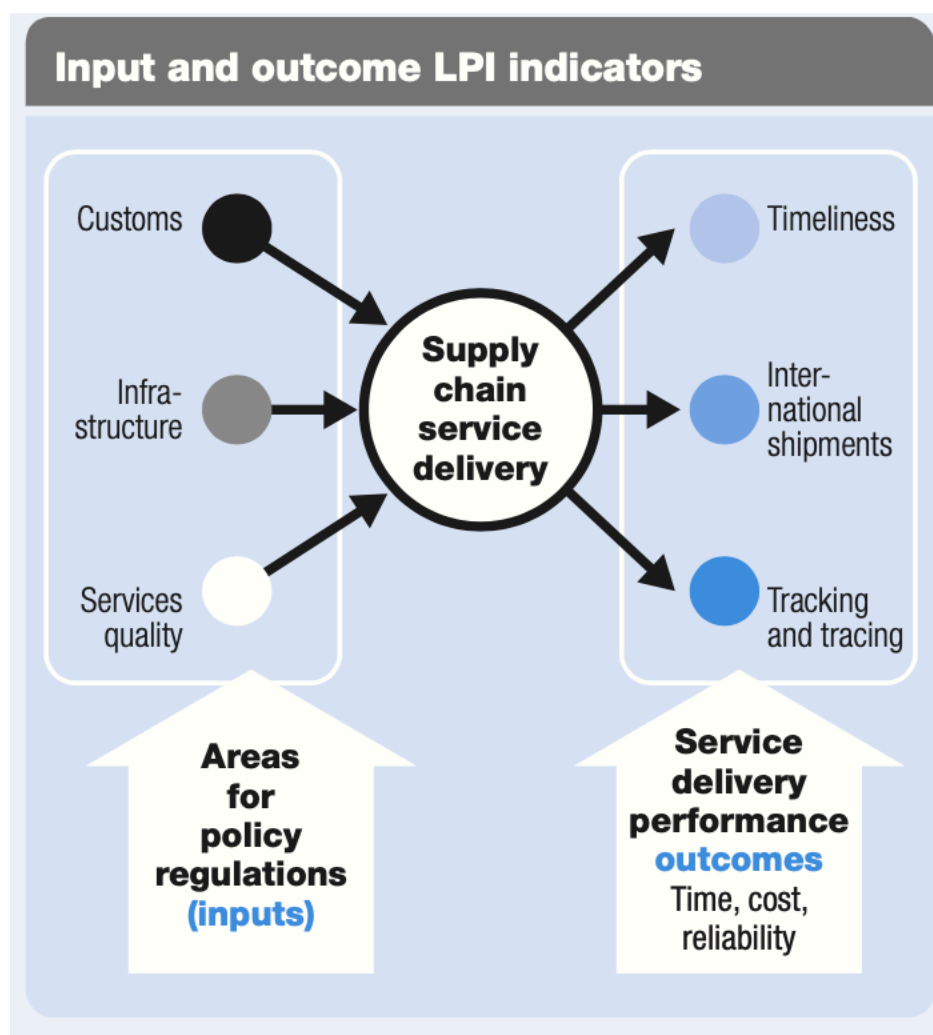 Input and outcome LPI indicators
Customs
Infra-
structure
Services
quality
Supply
chain
service
delivery
Timeliness
Inter-
national
shipments
Tracking
and tracing
Areas
for
policy
regulations
(inputs)
Service
delivery
performance
outcomes
Time, cost,
reliability